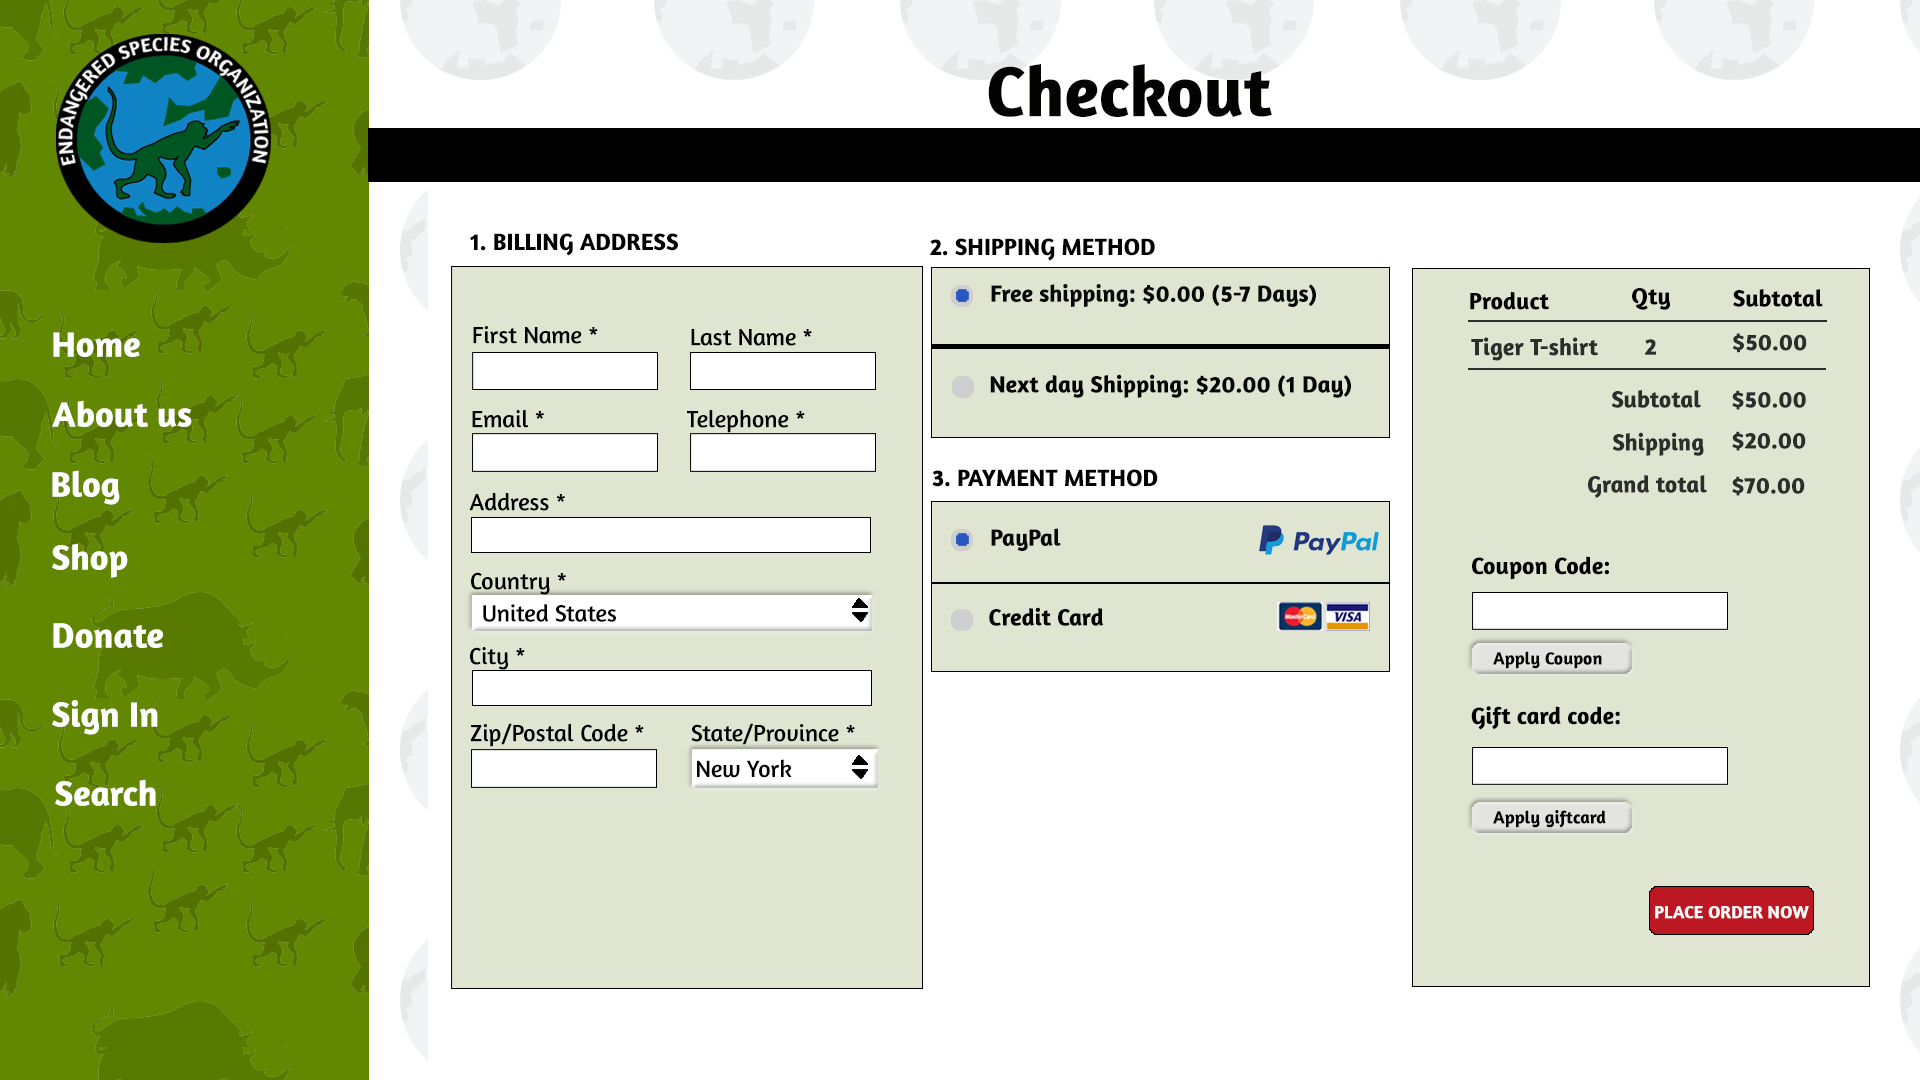 ENDANGERED SPECIES ORGANIZATION
Home
About us
Blog
Shop
Donate
Sign In
Search
Checkout
1. BILLING ADDRESS
First Name *
Last Name *
Email *
Telephone *
Address *
Country *
United States
City *
Zip/Postal Code *
State/Province *
New York
2. SHIPPING METHOD
Free shipping: $0.00 (5-7 Days)
Next day Shipping: $20.00 (1 Day)
3. PAYMENT METHOD
PayPal
PayPal
Credit Card
MasterCard
VISA
Product Qty Subtotal
Tiger T-shirt 2 $50.00
Subtotal $50.00
Shipping $20.00
Grand total $70.00
Coupon Code:
Apply Coupon
Gift card code:
Apply giftcard
PLACE ORDER NOW